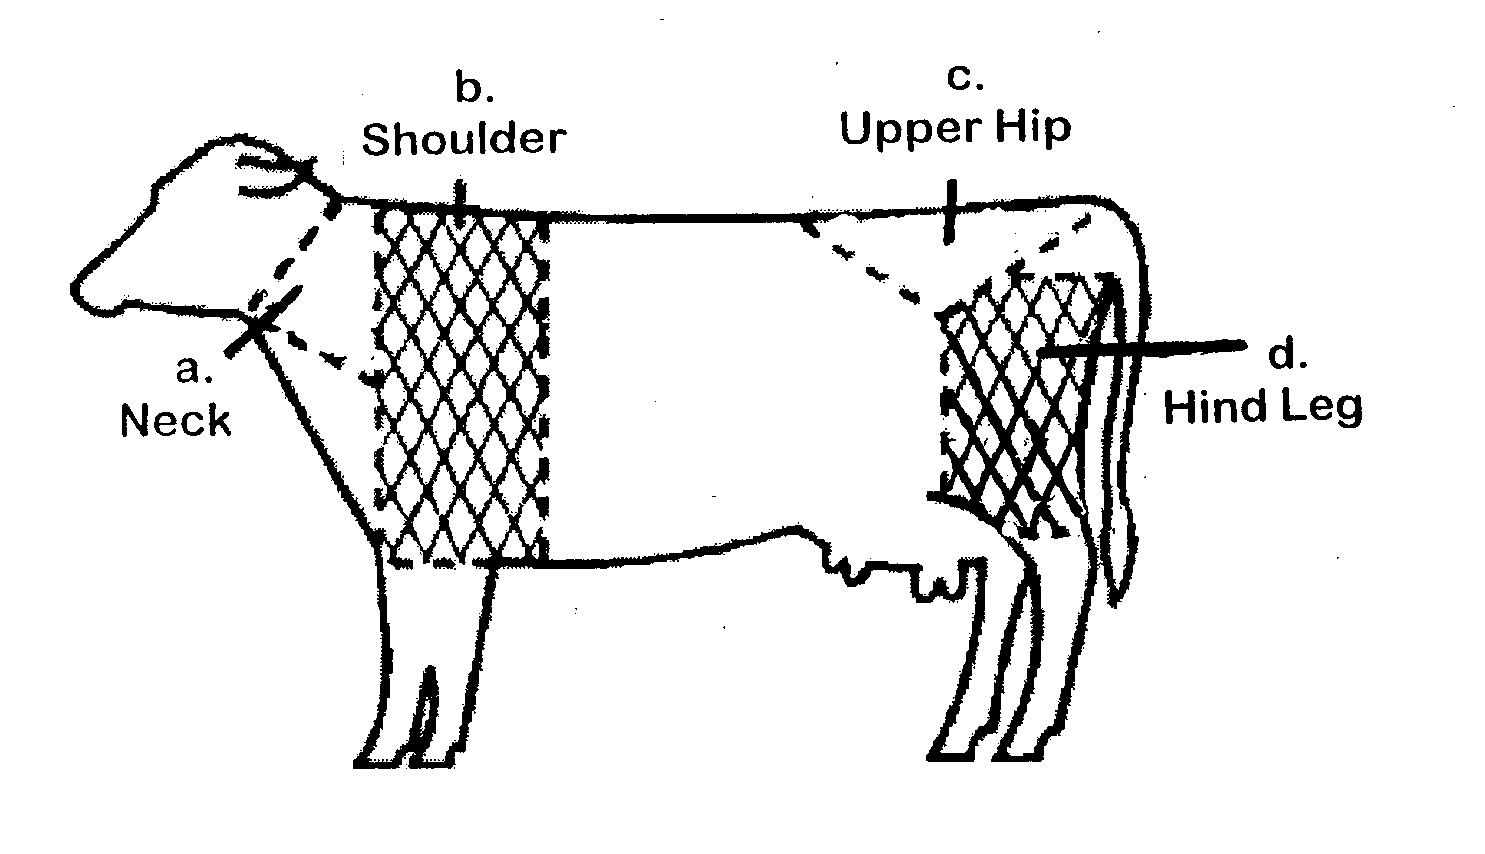 b.
Shoulder
c.
Upper Hip
a.
Neck
d.
Hind Leg